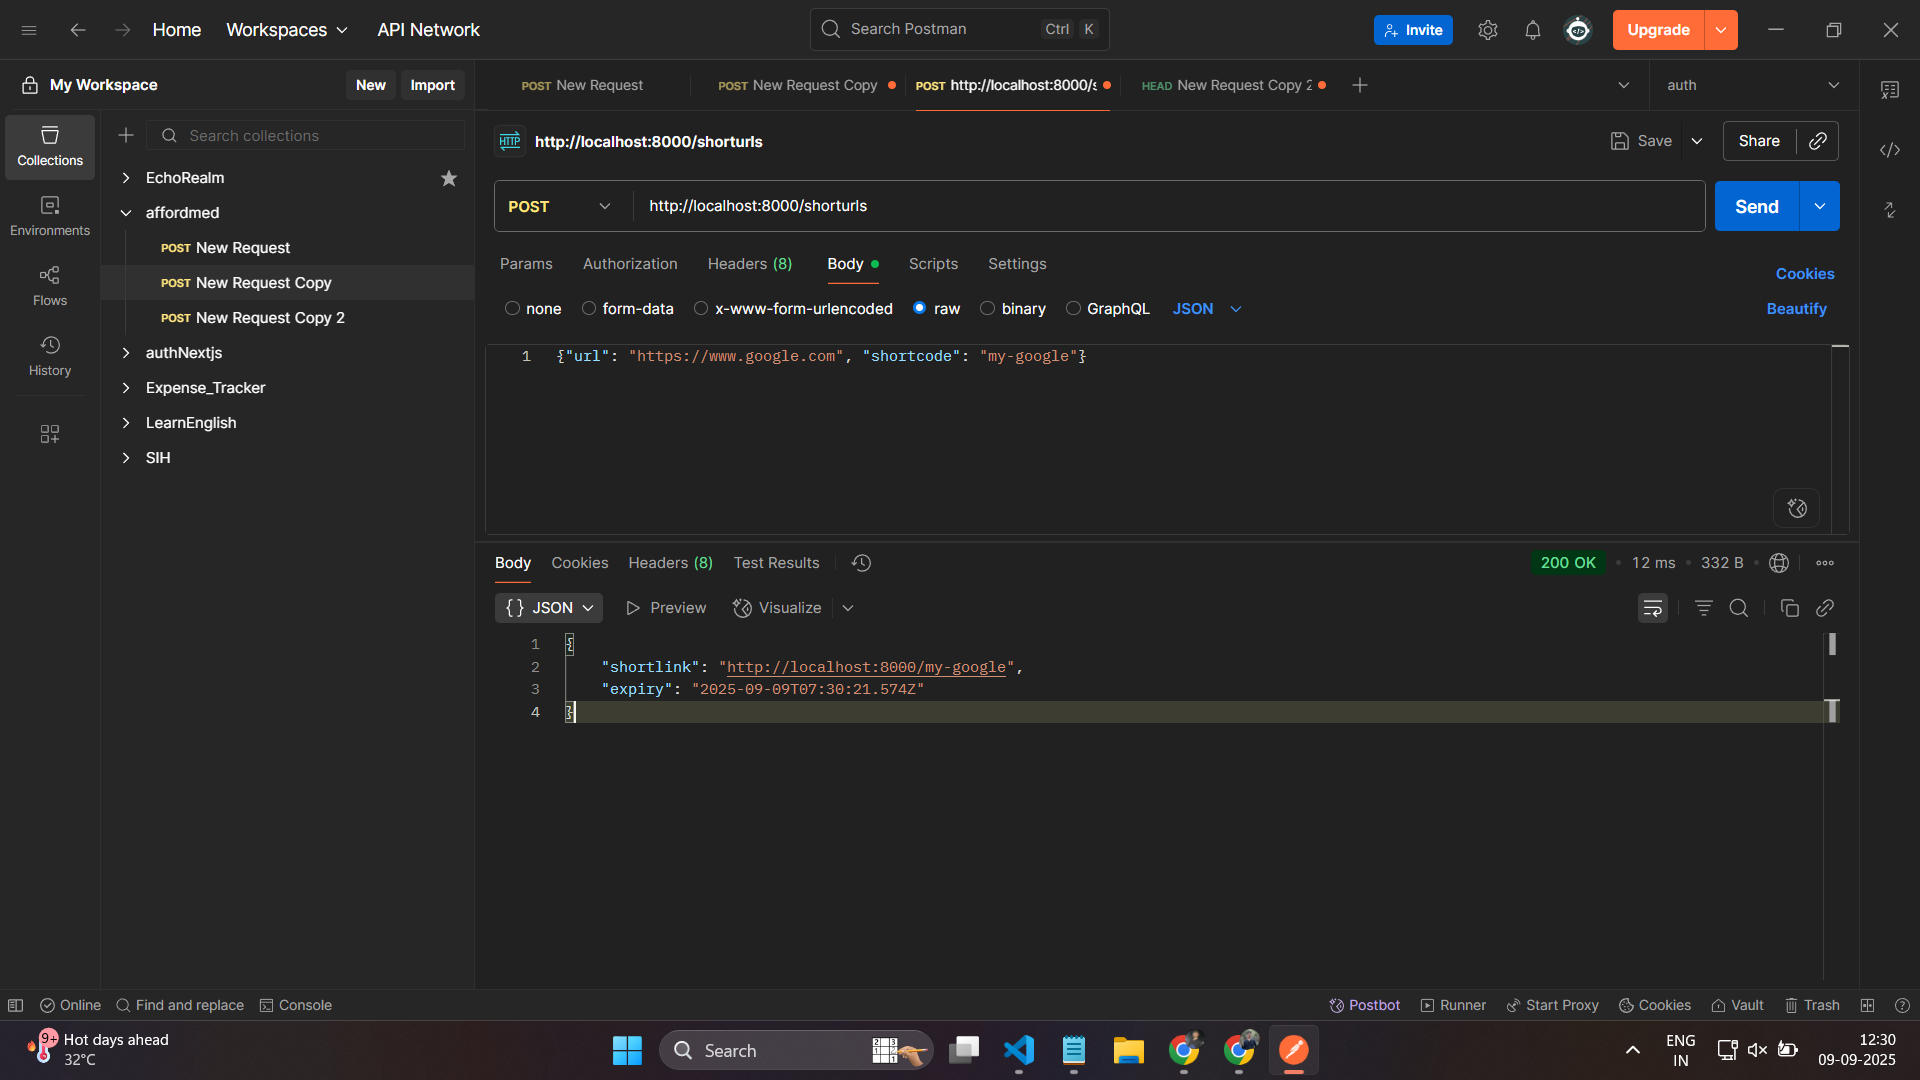 Home Workspaces API Network Search Postman Ctrl K Invite Upgrade
My Workspace New Import POST New Request POST New Request Copy POST http://localhost:8000/s HEAD New Request Copy 2 auth
Collections
Environments
Flows
History
Search collections
EchoRealm
affordmed
POST New Request
POST New Request Copy
POST New Request Copy 2
authNextjs
Expense_Tracker
LearnEnglish
SIH
HTTP http://localhost:8000/shorturls Save Share
POST http://localhost:8000/shorturls Send
Params Authorization Headers (8) Body Scripts Settings Cookies
none form-data x-www-form-urlencoded raw binary GraphQL JSON Beautify
1 {"url": "https://www.google.com", "shortcode": "my-google"}
Body Cookies Headers (8) Test Results 200 OK • 12 ms • 332 B •
{} JSON Preview Visualize
1 {
2 "shortlink": "http://localhost:8000/my-google",
3 "expiry": "2025-09-09T07:30:21.574Z"
4 }
Online Find and replace Console Postbot Runner Start Proxy Cookies Vault Trash
9+ Hot days ahead
32°C
Search
ENG
IN
12:30
09-09-2025